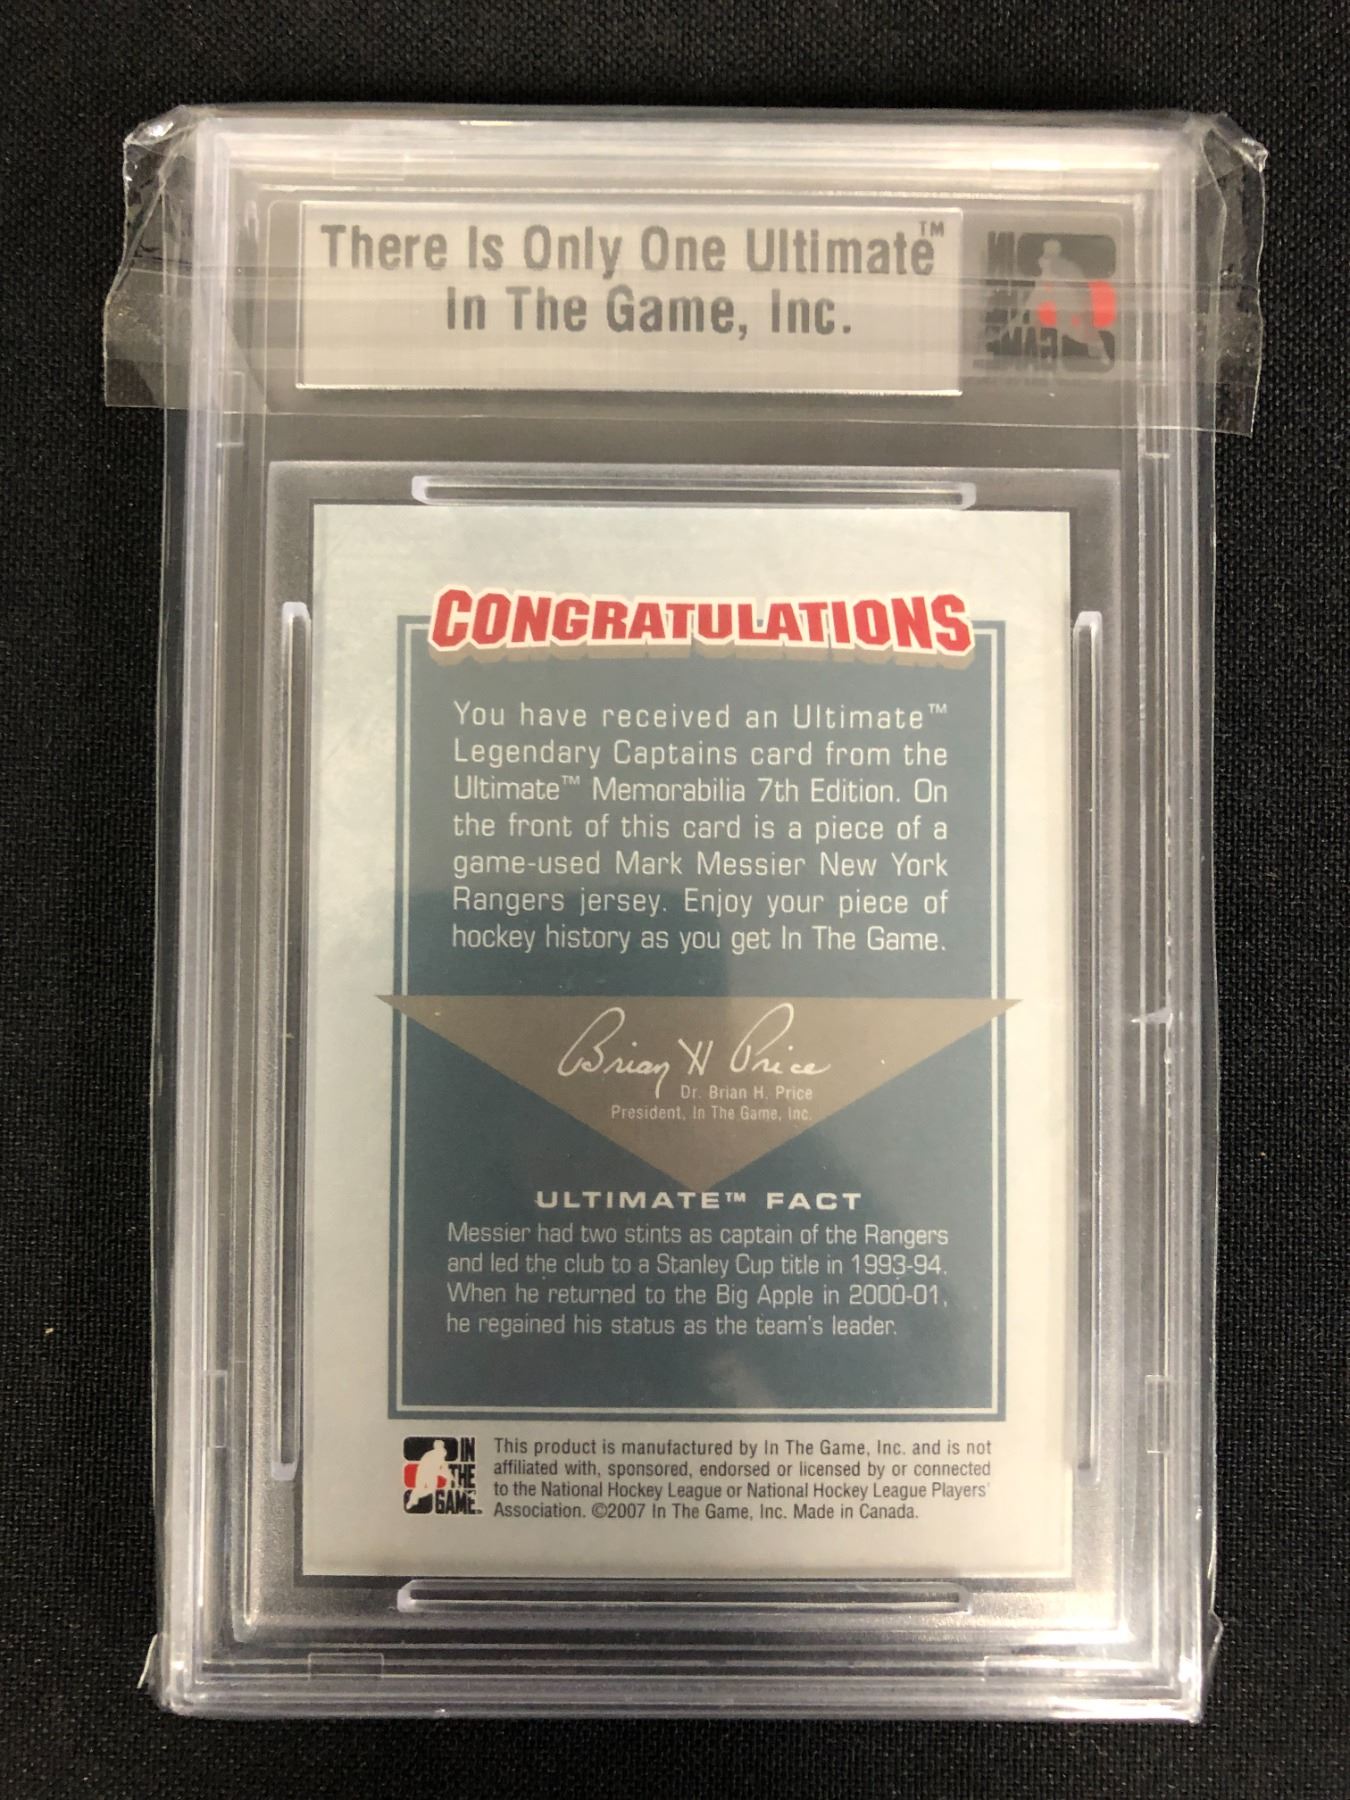 There Is Only One Ultimate™
In The Game, Inc.
IN
THE
GAME
CONGRATULATIONS
You have received an Ultimate™
Legendary Captains card from the
Ultimate™ Memorabilia 7th Edition. On
the front of this card is a piece of a
game-used Mark Messier New York
Rangers jersey. Enjoy your piece of
hockey history as you get In The Game.
Brian H Price
Dr. Brian H. Price
President, In The Game, Inc.
ULTIMATE™ FACT
Messier had two stints as captain of the Rangers
and led the club to a Stanley Cup title in 1993-94.
When he returned to the Big Apple in 2000-01,
he regained his status as the team's leader.
IN
THE
GAME.
This product is manufactured by In The Game, Inc. and is not
affiliated with, sponsored, endorsed or licensed by or connected
to the National Hockey League or National Hockey League Players'
Association. ©2007 In The Game, Inc. Made in Canada.